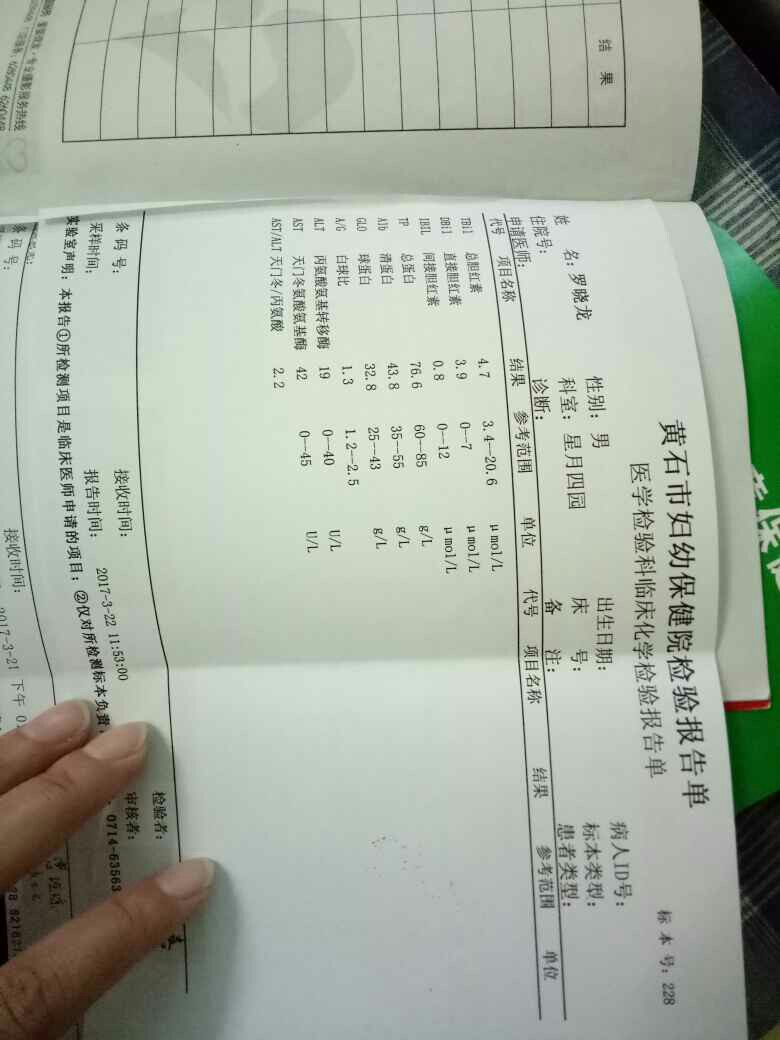 结 果
黄石市妇幼保健院检验报告单
医学检验科临床化学检验报告单
标 本 号: 228
姓 名: 罗晓龙 性别: 男 出生日期: 病人ID号:
住院号: 科室: 星月四园 床 号: 标本类型:
申请医师: 诊断: 备 注: 患者类型:
代号 项目名称 结果 参考范围 单位 代号 项目名称 结果 参考范围 单位
TBil 总胆红素 4.7 3.4--20.6 μmol/L
DBil 直接胆红素 3.9 0--7 μmol/L
IBIL 间接胆红素 0.8 0--12 μmol/L
TP 总蛋白 76.6 60--85 g/L
Alb 清蛋白 43.8 35--55 g/L
GLO 球蛋白 32.8 25--43 g/L
A/G 白球比 1.3 1.2--2.5
ALT 丙氨酸氨基转移酶 19 0--40 U/L
AST 天门冬氨酸氨基酶 42 0--45 U/L
AST/ALT 天门冬/丙氨酸 2.2
条 码 号: 接收时间: 检验者:
采样时间: 报告时间: 2017-3-22 11:53:00 审核者:
实验室声明: 本报告①所检测项目是临床医师申请的项目; ②仅对所检测标本负责 0714-63563
条 码 号: 接收时间: 2017-3-21 下午